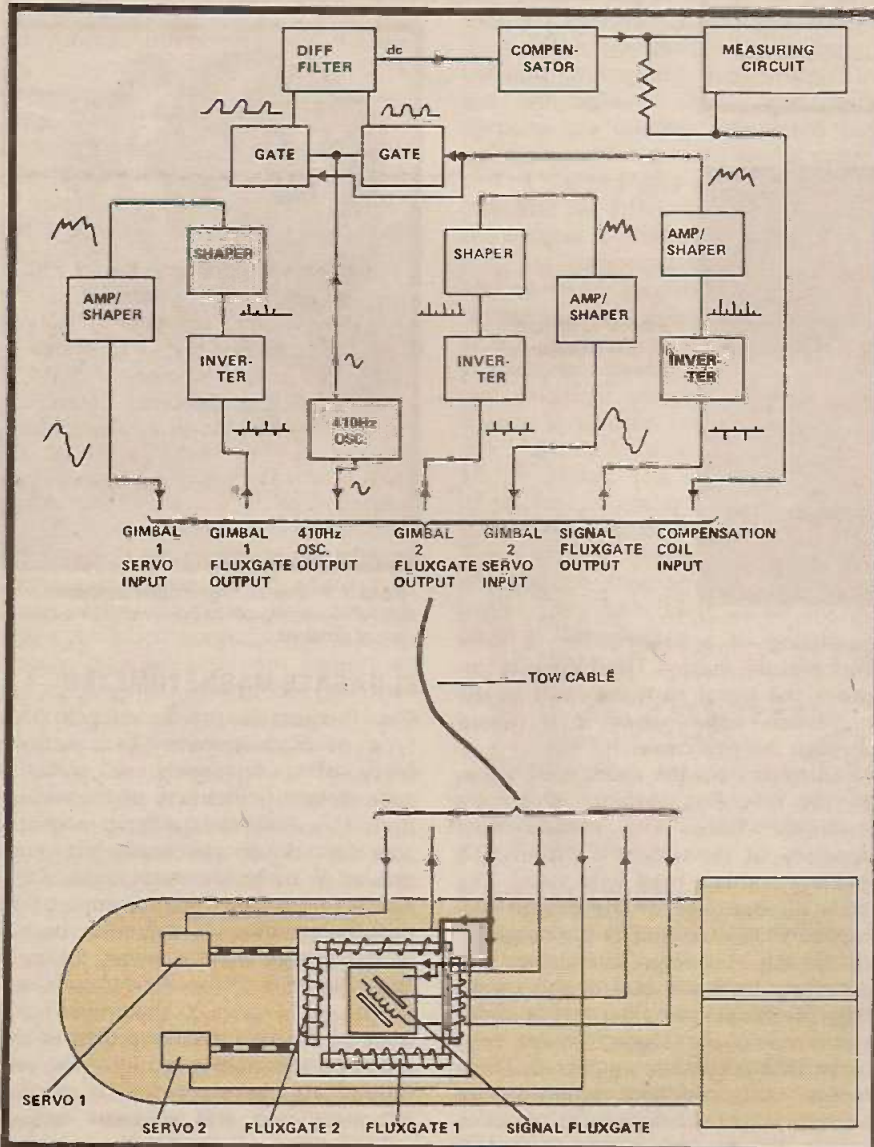 DIFF
FILTER
dc
COMPEN-
SATOR
MEASURING
CIRCUIT
GATE
GATE
SHAPER
SHAPER
AMP/
SHAPER
AMP/
SHAPER
AMP/
SHAPER
INVER-
TER
INVER-
TER
INVER-
TER
410Hz
OSC.
GIMBAL
1
SERVO
INPUT
GIMBAL
1
FLUXGATE
OUTPUT
410Hz
OSC.
OUTPUT
GIMBAL
2
FLUXGATE
OUTPUT
GIMBAL
2
SERVO
INPUT
SIGNAL
FLUXGATE
OUTPUT
COMPENSATION
COIL
INPUT
TOW CABLE
SERVO 1
SERVO 2
FLUXGATE 2
FLUXGATE 1
SIGNAL FLUXGATE